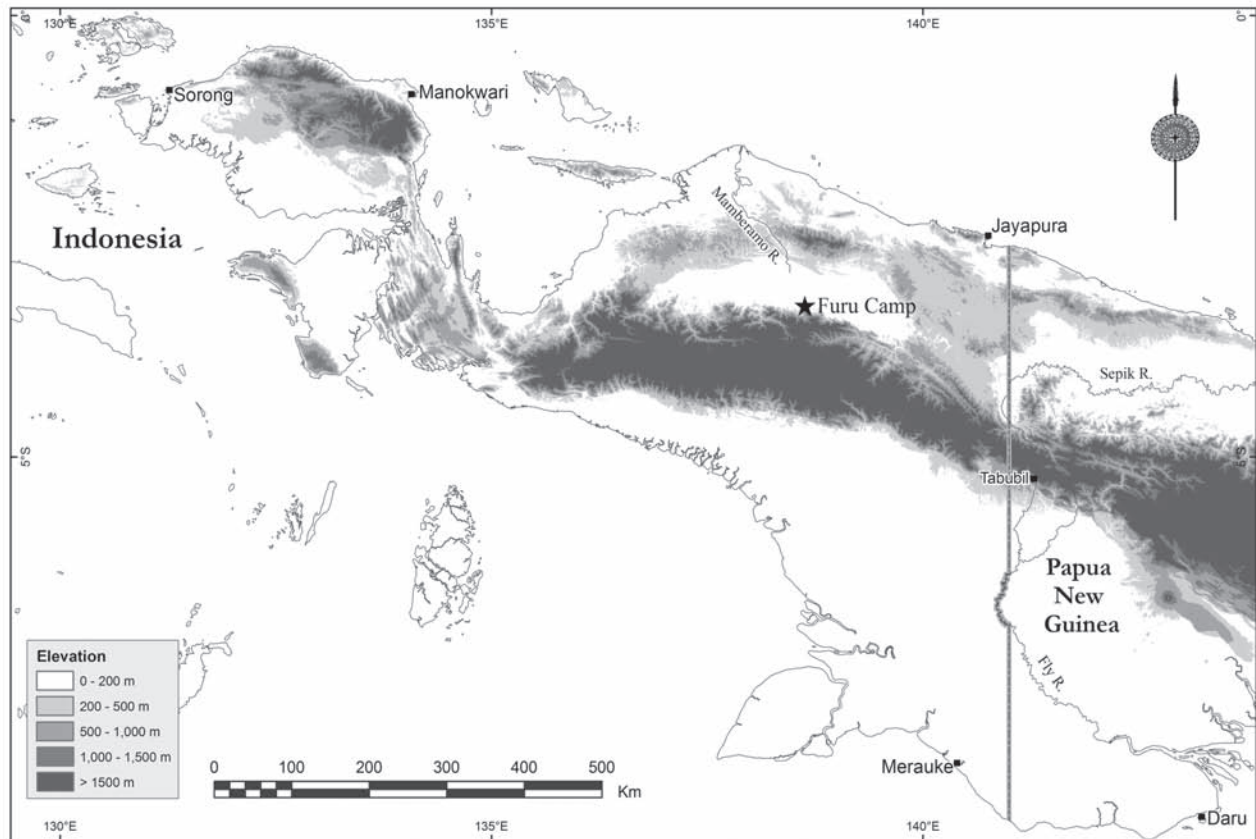 130°E
135°E
140°E
0°
0°
Sorong
Manokwari
Mamberamo R.
Jayapura
Indonesia
Furu Camp
Sepik R.
5°S
5°S
Tabubil
Papua
New
Guinea
Fly R.
Elevation
0 - 200 m
200 - 500 m
500 - 1,000 m
1,000 - 1,500 m
> 1500 m
0 100 200 300 400 500
Km
Merauke
Daru
130°E
135°E
140°E